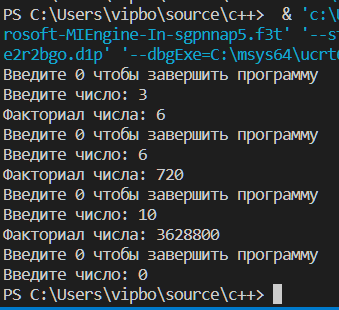 PS C:\Users\vipbo\source\c++>  & 'c:\
rosoft-MIEngine-In-sgpnnap5.f3t' '--st
e2r2bgo.d1p' '--dbgExe=C:\msys64\ucrt6
Введите 0 чтобы завершить программу
Введите число: 3
Факториал числа: 6
Введите 0 чтобы завершить программу
Введите число: 6
Факториал числа: 720
Введите 0 чтобы завершить программу
Введите число: 10
Факториал числа: 3628800
Введите 0 чтобы завершить программу
Введите число: 0
PS C:\Users\vipbo\source\c++>